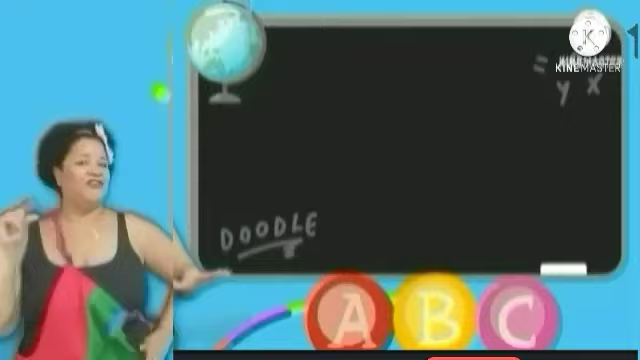 K
KINEMASTER
=
y x
DOODLE
A B C